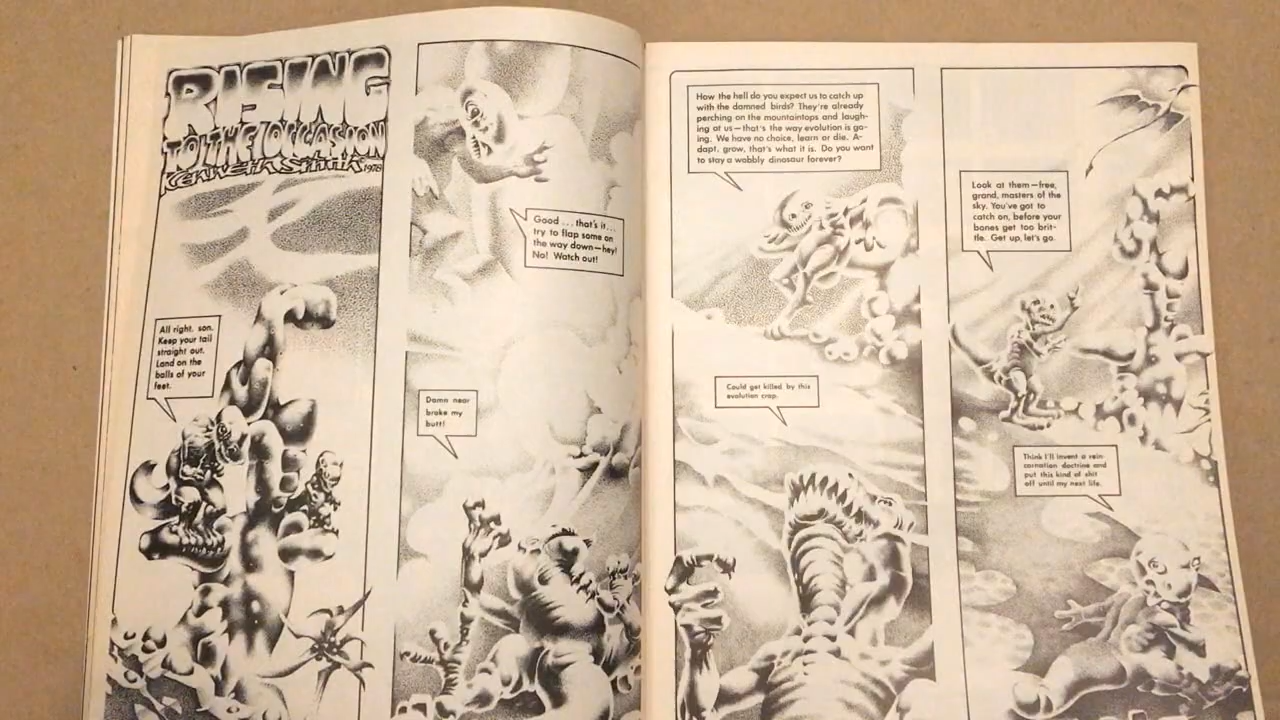 RISING
TO THE OCCASION
KENNETH SMITH 1978
All right, son.
Keep your tail
straight out.
Land on the
balls of your
feet.
Good . . . that's it . . .
try to flap some on
the way down—hey!
No! Watch out!
Damn near
broke my
butt!
How the hell do you expect us to catch up
with the damned birds? They're already
perching on the mountaintops and laugh-
ing at us—that's the way evolution is go-
ing. We have no choice, learn or die. A-
dapt, grow, that's what it is. Do you want
to stay a wobbly dinosaur forever?
Could get killed by this
evolution crap.
Look at them—free,
grand, masters of the
sky. You've got to
catch on, before your
bones get too brit-
tle. Get up, let's go.
Think I'll invent a rein-
carnation doctrine and
put this kind of shit
off until my next life.